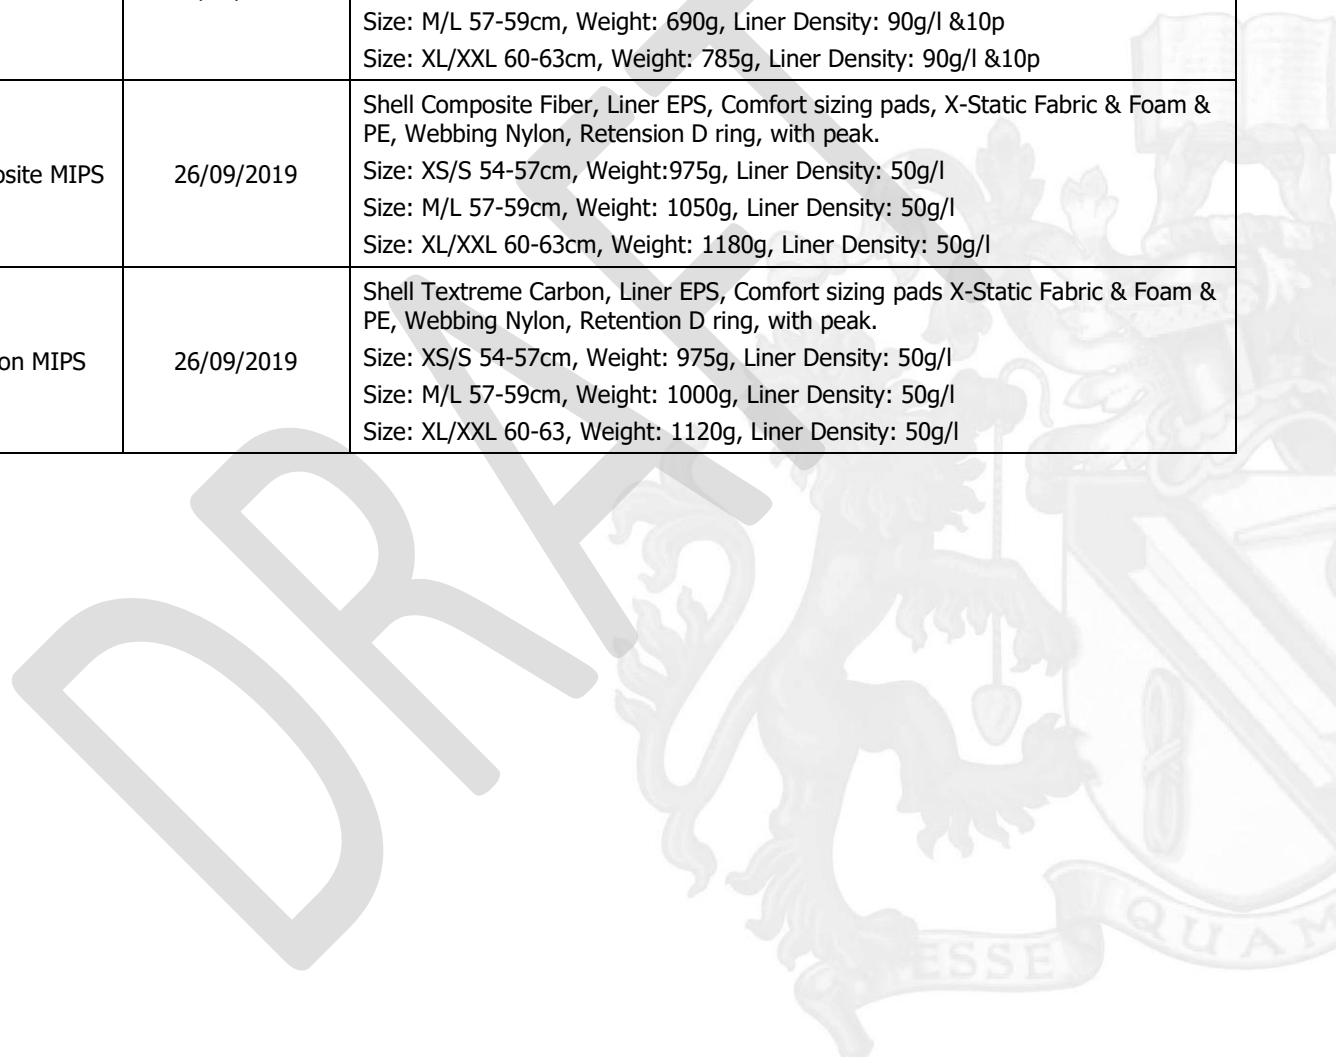 Size: M/L 57-59cm, Weight: 690g, Liner Density: 90g/l &10p
Size: XL/XXL 60-63cm, Weight: 785g, Liner Density: 90g/l &10p
osite MIPS
26/09/2019
Shell Composite Fiber, Liner EPS, Comfort sizing pads, X-Static Fabric & Foam &
PE, Webbing Nylon, Retension D ring, with peak.
Size: XS/S 54-57cm, Weight:975g, Liner Density: 50g/l
Size: M/L 57-59cm, Weight: 1050g, Liner Density: 50g/l
Size: XL/XXL 60-63cm, Weight: 1180g, Liner Density: 50g/l
on MIPS
26/09/2019
Shell Textreme Carbon, Liner EPS, Comfort sizing pads X-Static Fabric & Foam &
PE, Webbing Nylon, Retention D ring, with peak.
Size: XS/S 54-57cm, Weight: 975g, Liner Density: 50g/l
Size: M/L 57-59cm, Weight: 1000g, Liner Density: 50g/l
Size: XL/XXL 60-63, Weight: 1120g, Liner Density: 50g/l
DRAFT
ESSE QUAM